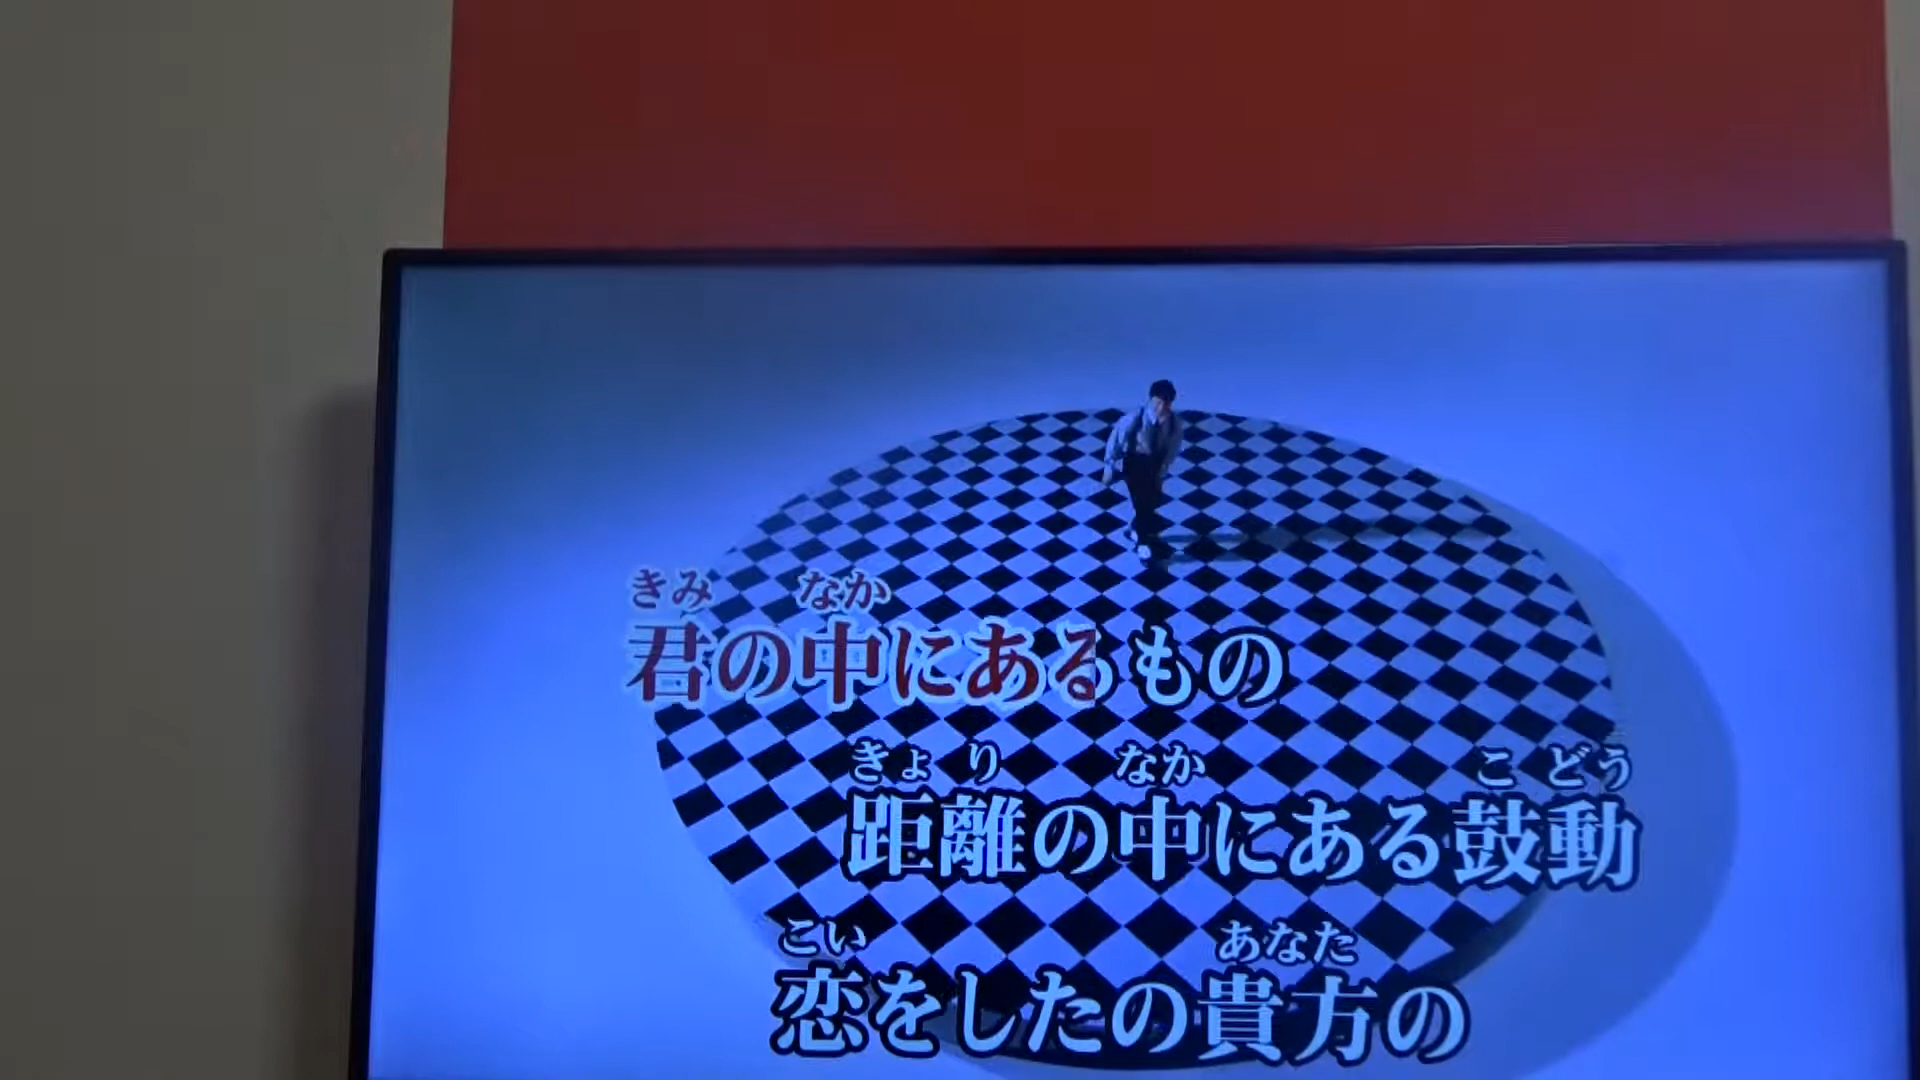 きみ なか
君の中にあるもの
きょ り なか こ どう
距離の中にある鼓動
こい あなた
恋をしたの貴方の